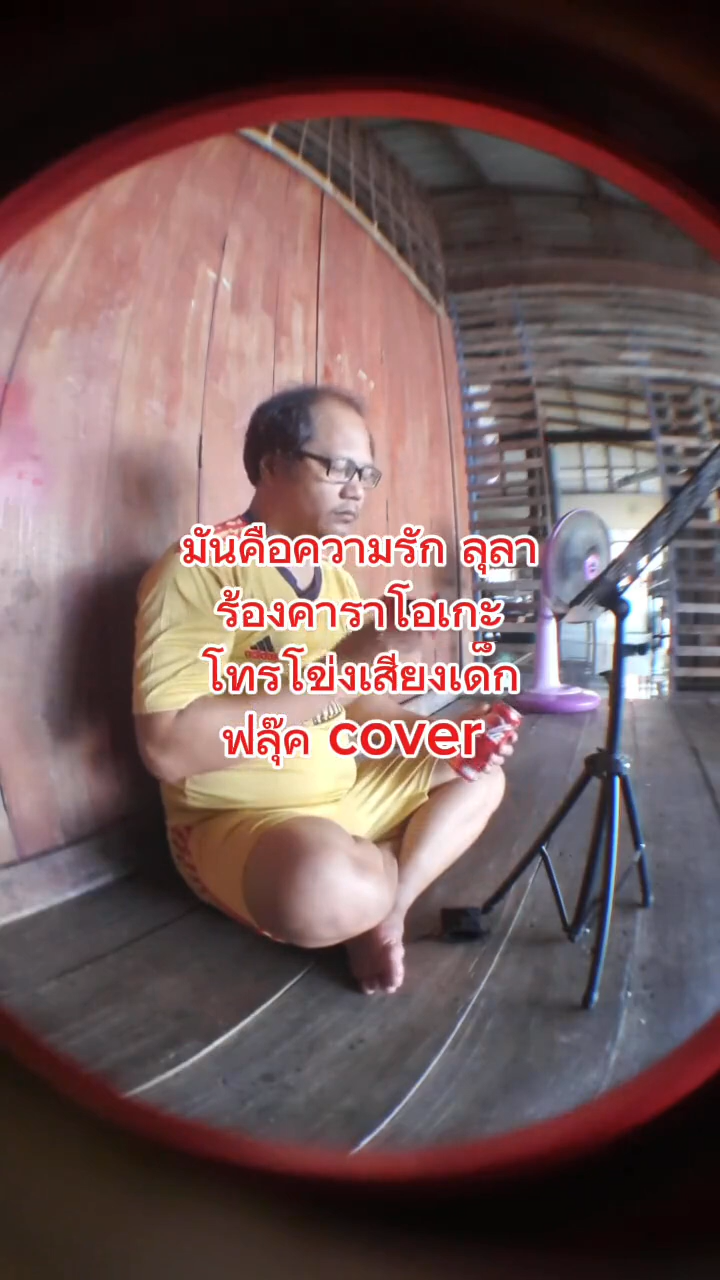 มันคือความรัก ลุลา
ร้องคาราโอเกะ
โทรโข่งเสียงเด็ก
ฟลุ๊ค cover
adidas